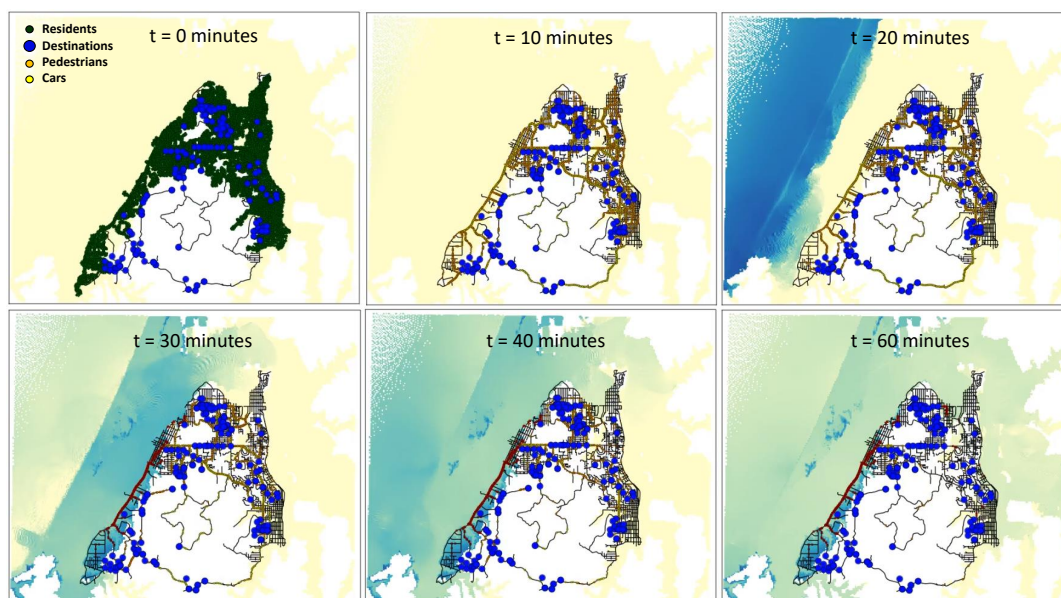 Residents
Destinations
Pedestrians
Cars
t = 0 minutes
t = 10 minutes
t = 20 minutes
t = 30 minutes
t = 40 minutes
t = 60 minutes